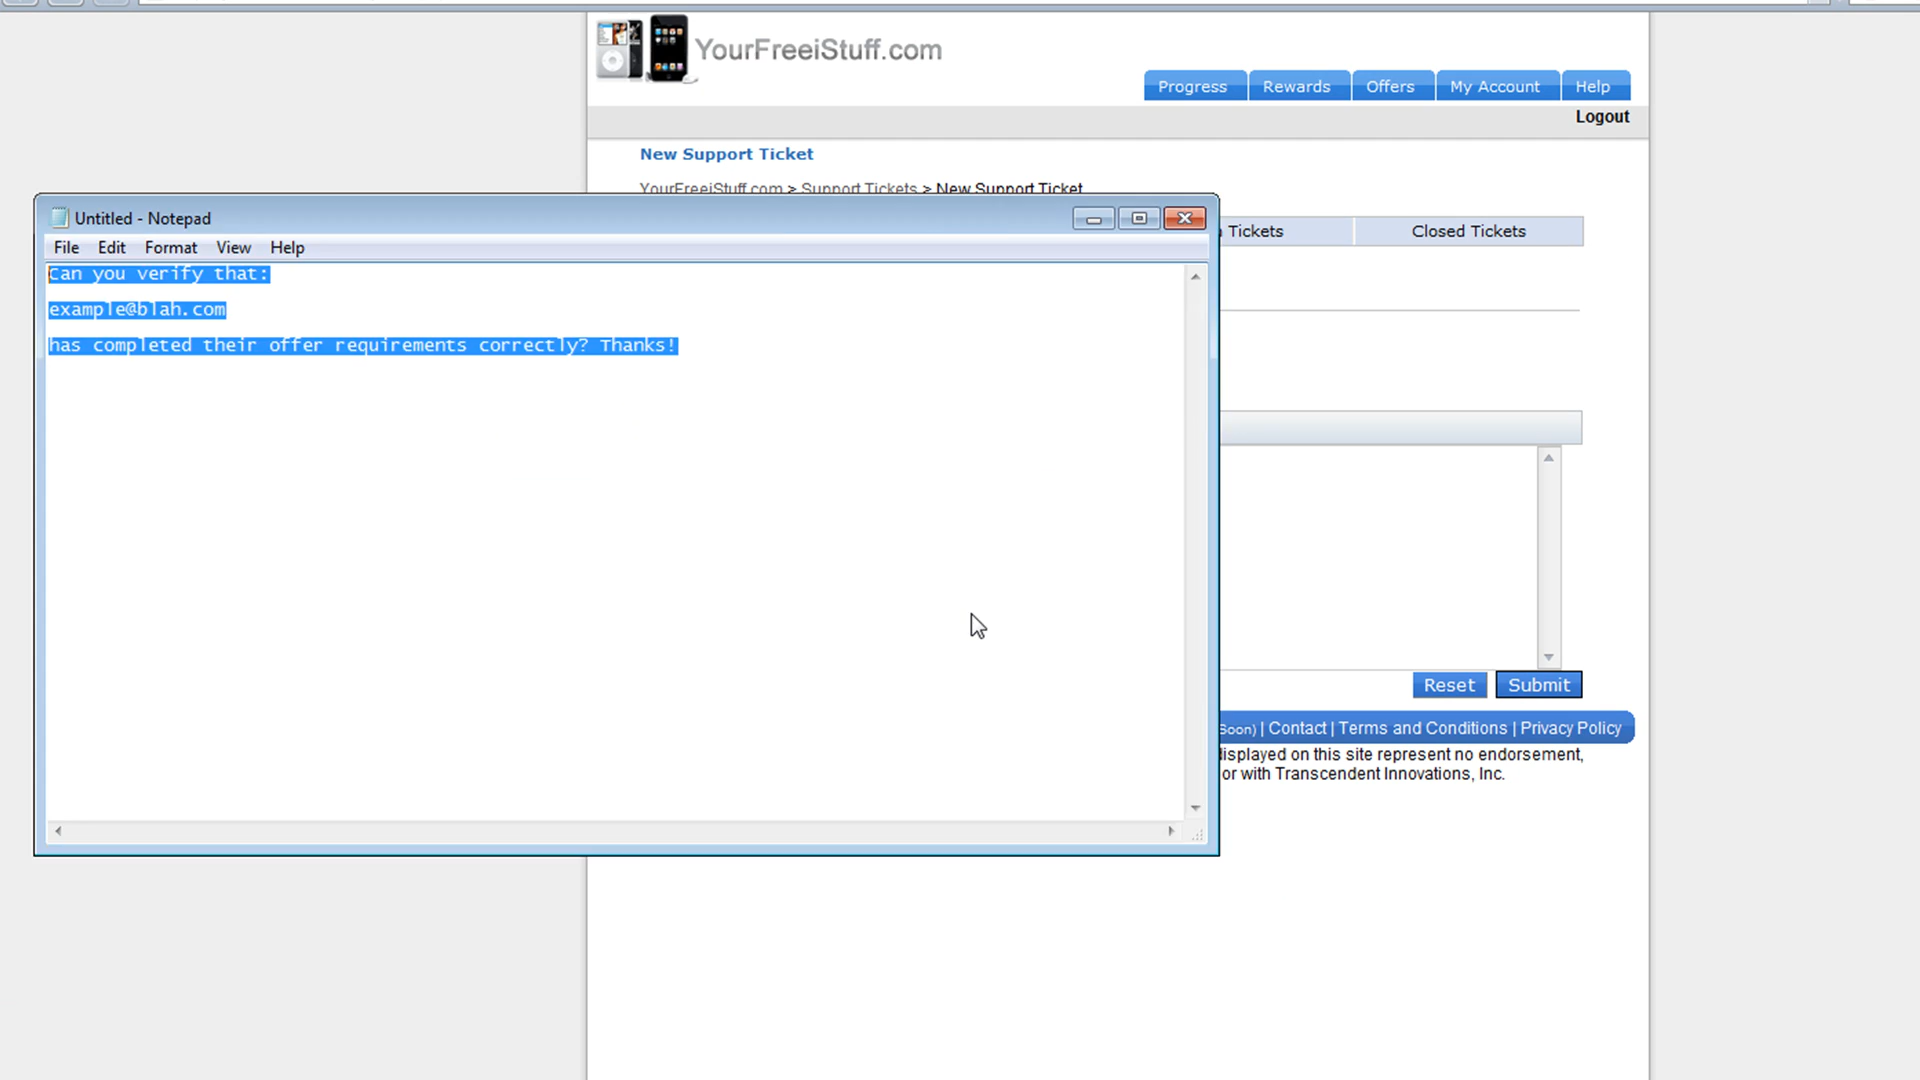 YourFreeiStuff.com
Progress Rewards Offers My Account Help
Logout
New Support Ticket
YourFreeiStuff.com > Support Tickets > New Support Ticket
Untitled - Notepad
Tickets Closed Tickets
File Edit Format View Help
Can you verify that:
example@blah.com
has completed their offer requirements correctly? Thanks!
Reset Submit
Soon) | Contact | Terms and Conditions | Privacy Policy
displayed on this site represent no endorsement,
or with Transcendent Innovations, Inc.